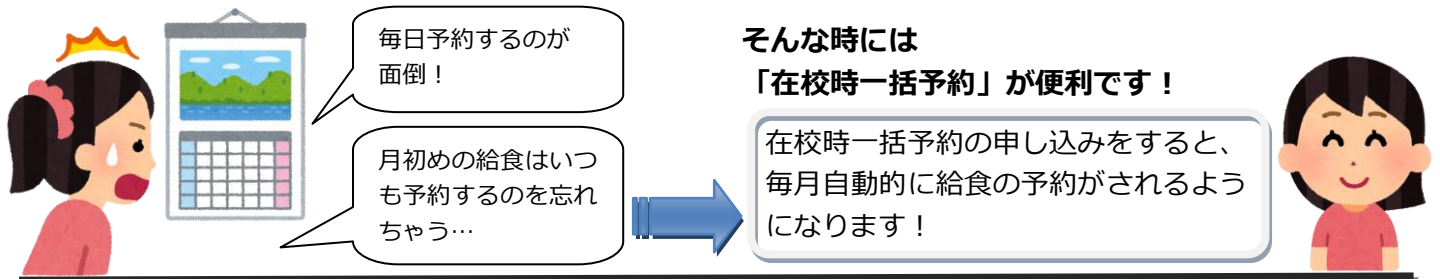 毎日予約するのが
面倒！
月初めの給食はいつ
も予約するのを忘れ
ちゃう…
そんな時には
「在校時一括予約」が便利です！
在校時一括予約の申し込みをすると、
毎月自動的に給食の予約がされるよう
になります！